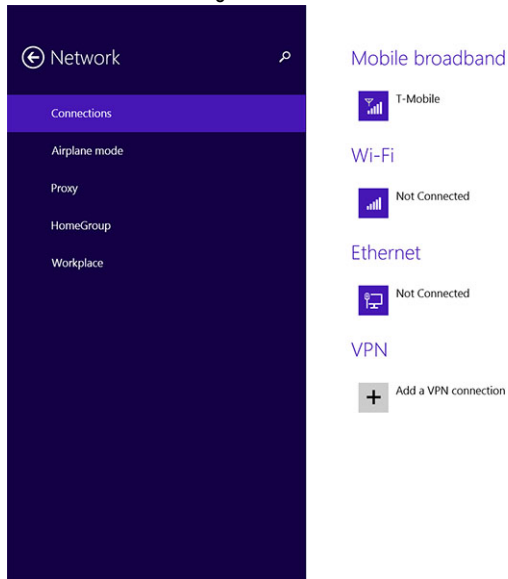 Network
Connections
Airplane mode
Proxy
HomeGroup
Workplace
Mobile broadband
T-Mobile
Wi-Fi
Not Connected
Ethernet
Not Connected
VPN
Add a VPN connection